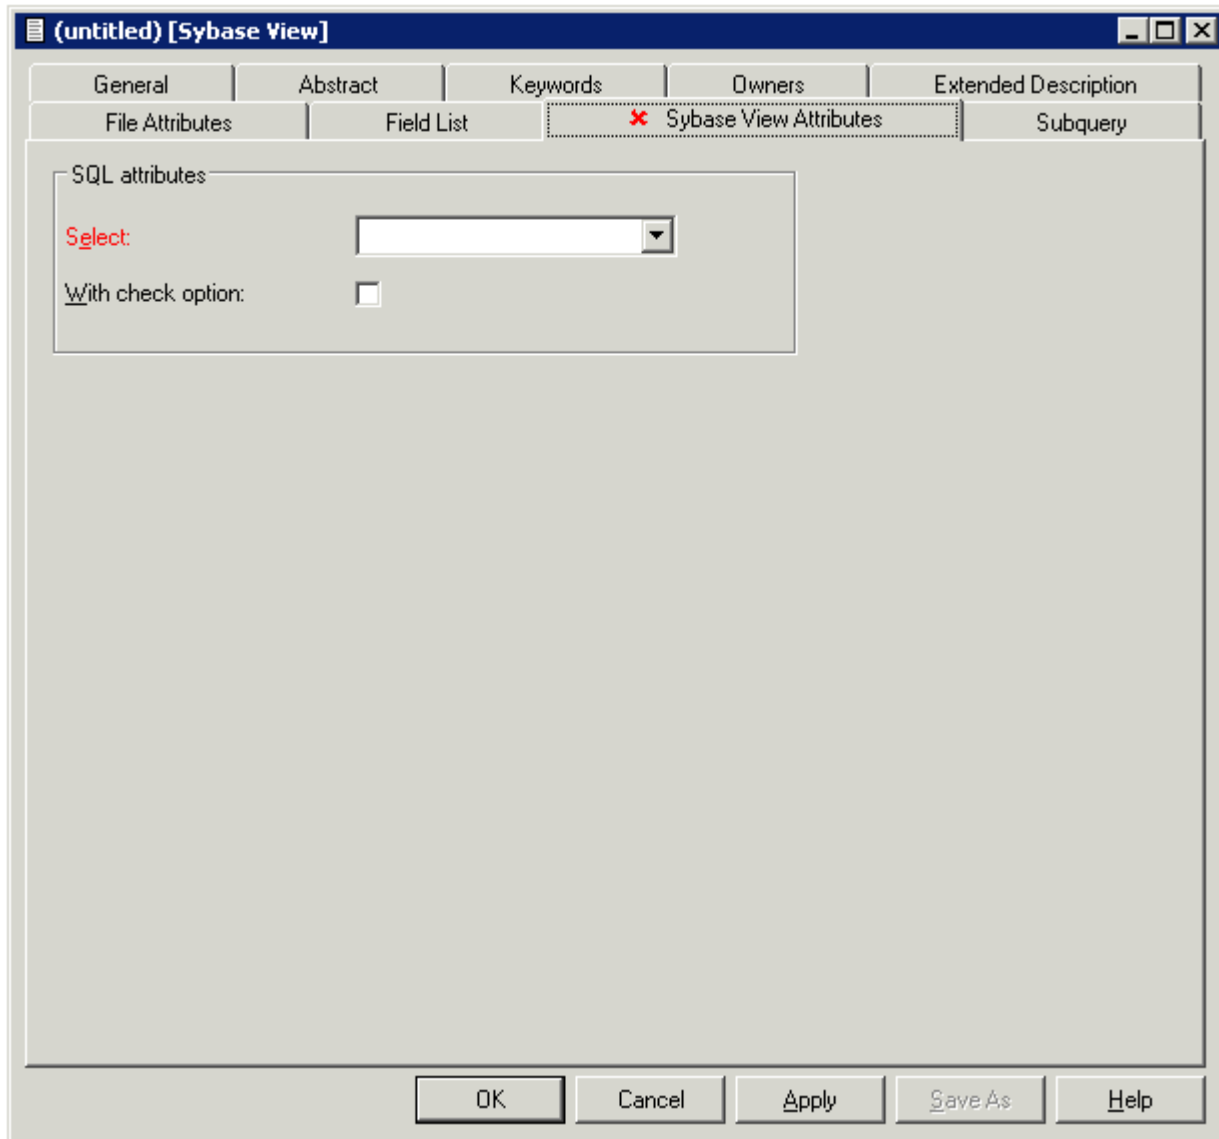 (untitled) [Sybase View]
General Abstract Keywords Owners Extended Description
File Attributes Field List Sybase View Attributes Subquery
SQL attributes
Select:
With check option:
OK Cancel Apply Save As Help